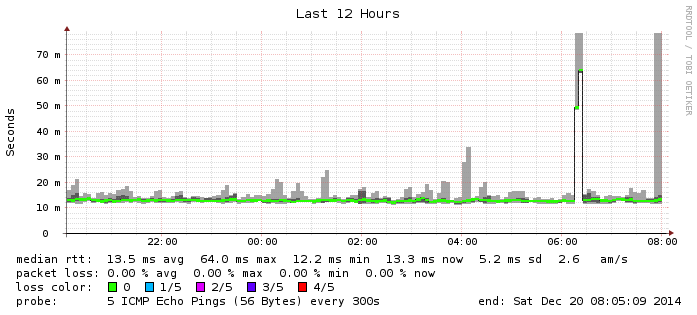 Last 12 Hours
RRDTOOL / TOBI OETIKER
Seconds
70 m
60 m
50 m
40 m
30 m
20 m
10 m
0
22:00 00:00 02:00 04:00 06:00 08:00
median rtt: 13.5 ms avg 64.0 ms max 12.2 ms min 13.3 ms now 5.2 ms sd 2.6 am/s
packet loss: 0.00 % avg 0.00 % max 0.00 % min 0.00 % now
loss color: 0 1/5 2/5 3/5 4/5
probe: 5 ICMP Echo Pings (56 Bytes) every 300s end: Sat Dec 20 08:05:09 2014